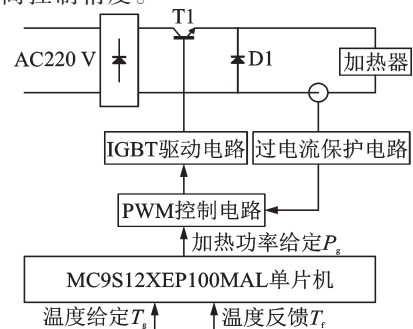 高控制精度。
T1
AC220 V
D1
加热器
IGBT驱动电路
过电流保护电路
PWM控制电路
加热功率给定Pg
MC9S12XEP100MAL单片机
温度给定Tg
温度反馈Tf